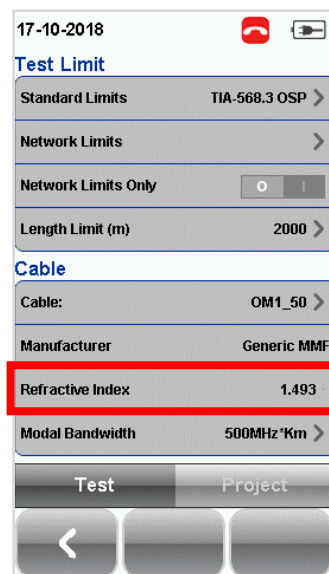 17-10-2018
Test Limit
Standard Limits TIA-568.3 OSP
Network Limits
Network Limits Only O I
Length Limit (m) 2000
Cable
Cable: OM1_50
Manufacturer Generic MMF
Refractive Index 1.493
Modal Bandwidth 500MHz*Km
Test Project